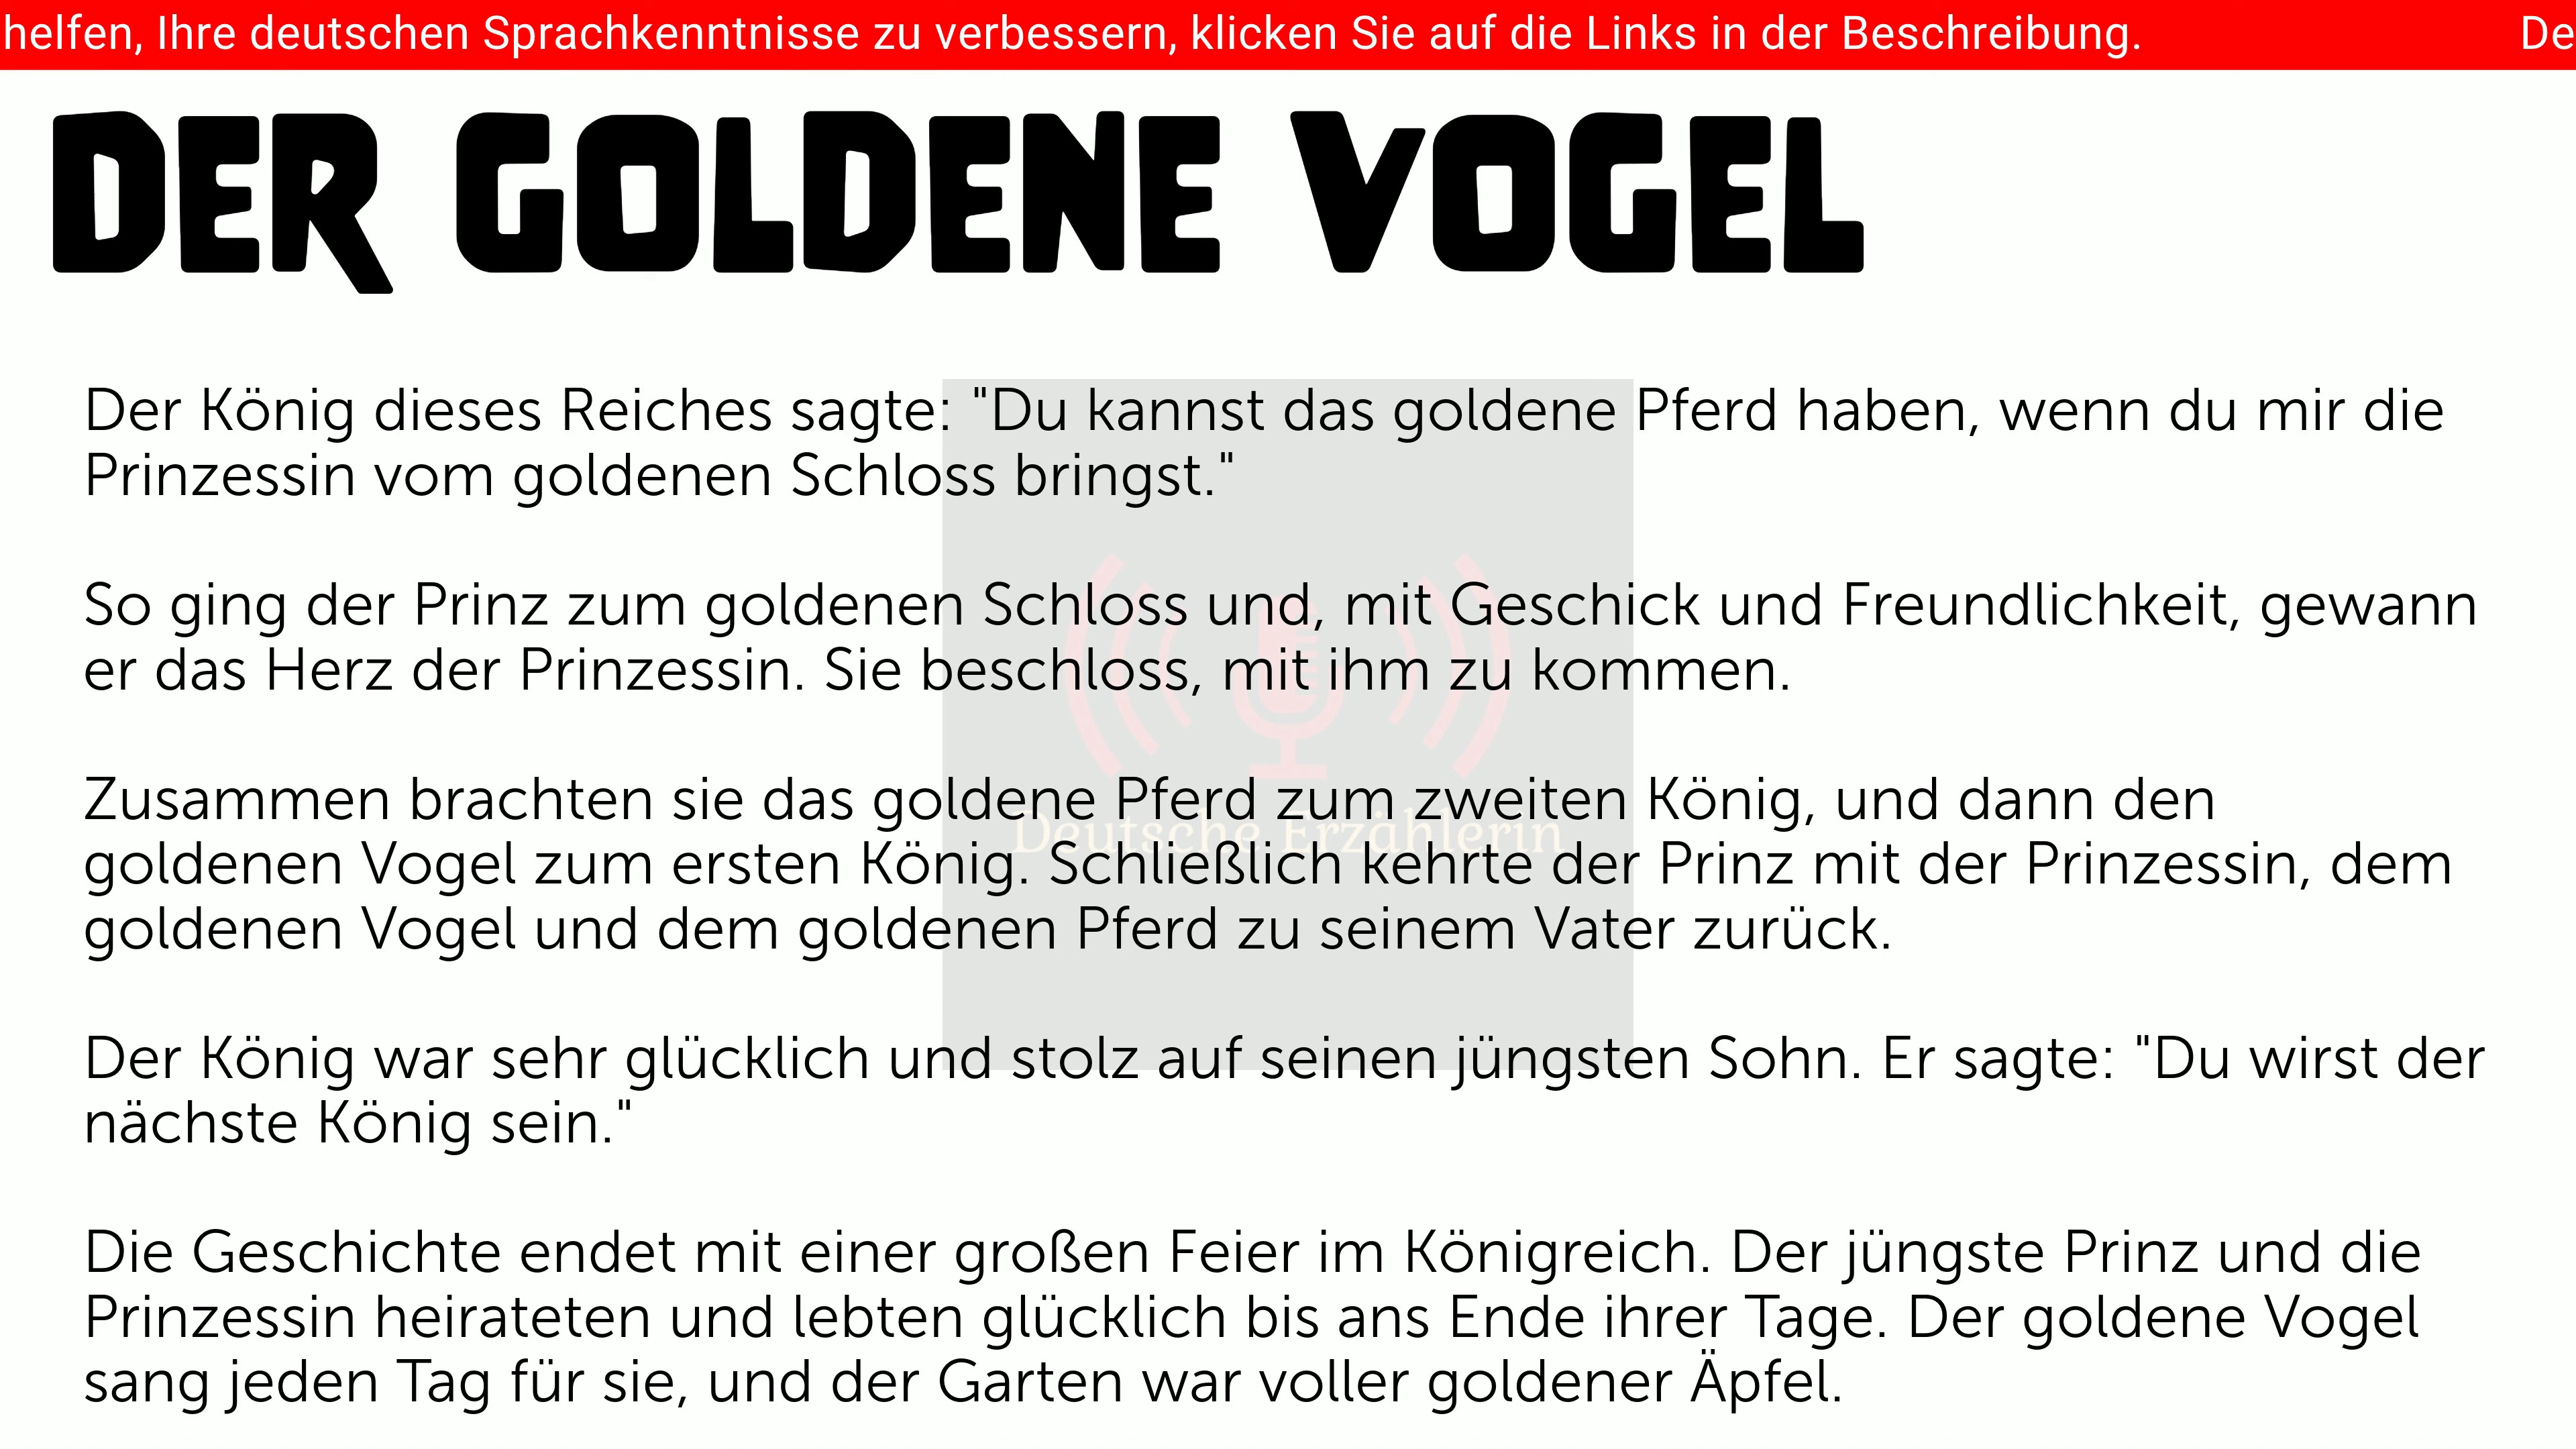 helfen, Ihre deutschen Sprachkenntnisse zu verbessern, klicken Sie auf die Links in der Beschreibung. De
DER GOLDENE VOGEL
Der König dieses Reiches sagte: "Du kannst das goldene Pferd haben, wenn du mir die
Prinzessin vom goldenen Schloss bringst."
So ging der Prinz zum goldenen Schloss und, mit Geschick und Freundlichkeit, gewann
er das Herz der Prinzessin. Sie beschloss, mit ihm zu kommen.
Zusammen brachten sie das goldene Pferd zum zweiten König, und dann den
Deutsche Erzählerin
goldenen Vogel zum ersten König. Schließlich kehrte der Prinz mit der Prinzessin, dem
goldenen Vogel und dem goldenen Pferd zu seinem Vater zurück.
Der König war sehr glücklich und stolz auf seinen jüngsten Sohn. Er sagte: "Du wirst der
nächste König sein."
Die Geschichte endet mit einer großen Feier im Königreich. Der jüngste Prinz und die
Prinzessin heirateten und lebten glücklich bis ans Ende ihrer Tage. Der goldene Vogel
sang jeden Tag für sie, und der Garten war voller goldener Äpfel.